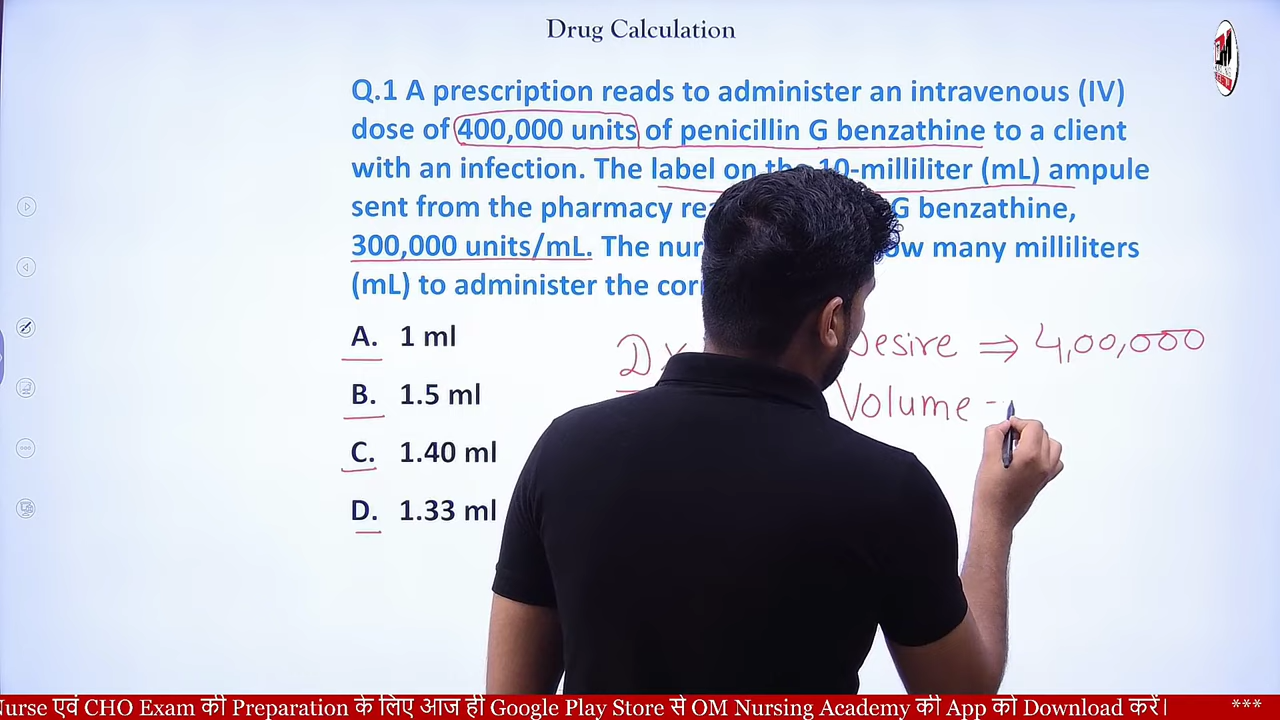 Drug Calculation
Q.1 A prescription reads to administer an intravenous (IV)
dose of 400,000 units of penicillin G benzathine to a client
with an infection. The label on the 10-milliliter (mL) ampule
sent from the pharmacy G benzathine,
300,000 units/mL. The many milliliters
(mL) to administer the
A. 1 ml
B. 1.5 ml
C. 1.40 ml
D. 1.33 ml
D x
Desire ⇒ 4,00,000
Volume -
Nurse एवं CHO Exam की Preparation के लिए आज ही Google Play Store से OM Nursing Academy की App को Download करें। ***